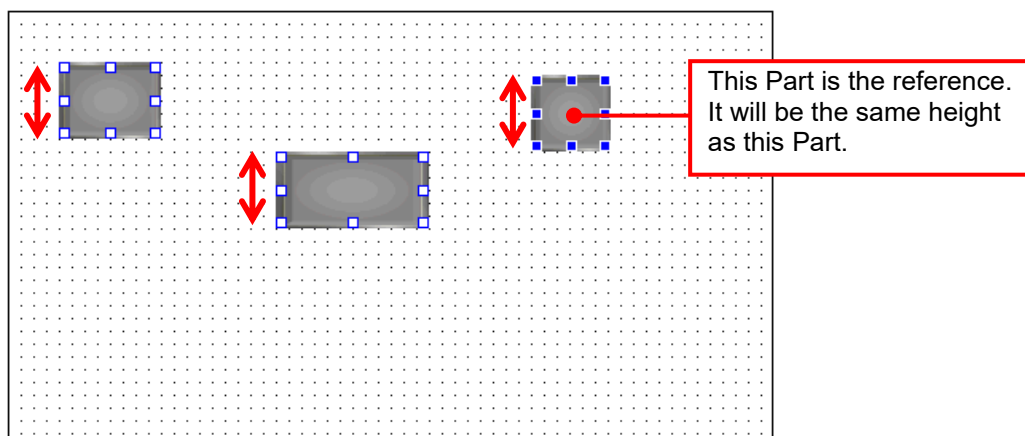 This Part is the reference.
It will be the same height
as this Part.